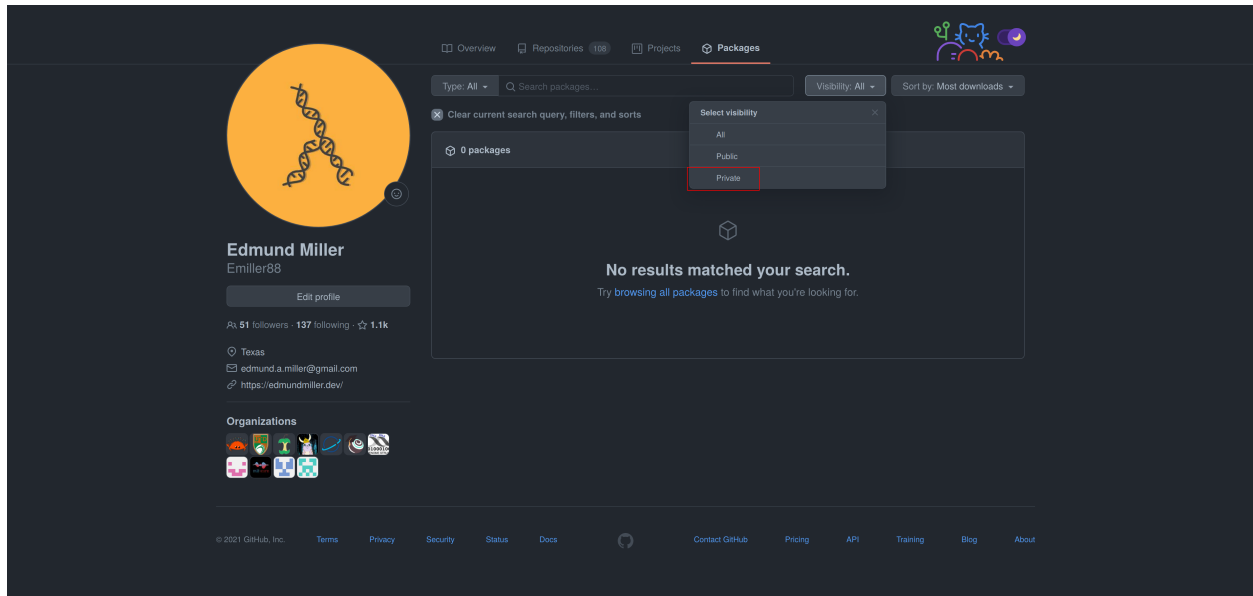 Overview Repositories 108 Projects Packages
Type: All Search packages... Visibility: All Sort by: Most downloads
Clear current search query, filters, and sorts
Select visibility
All
Public
Private
0 packages
No results matched your search.
Try browsing all packages to find what you're looking for.
Edmund Miller
Emiller88
Edit profile
51 followers · 137 following · 1.1k
Texas
edmund.a.miller@gmail.com
https://edmundmiller.dev/
Organizations
© 2021 GitHub, Inc. Terms Privacy Security Status Docs Contact GitHub Pricing API Training Blog About